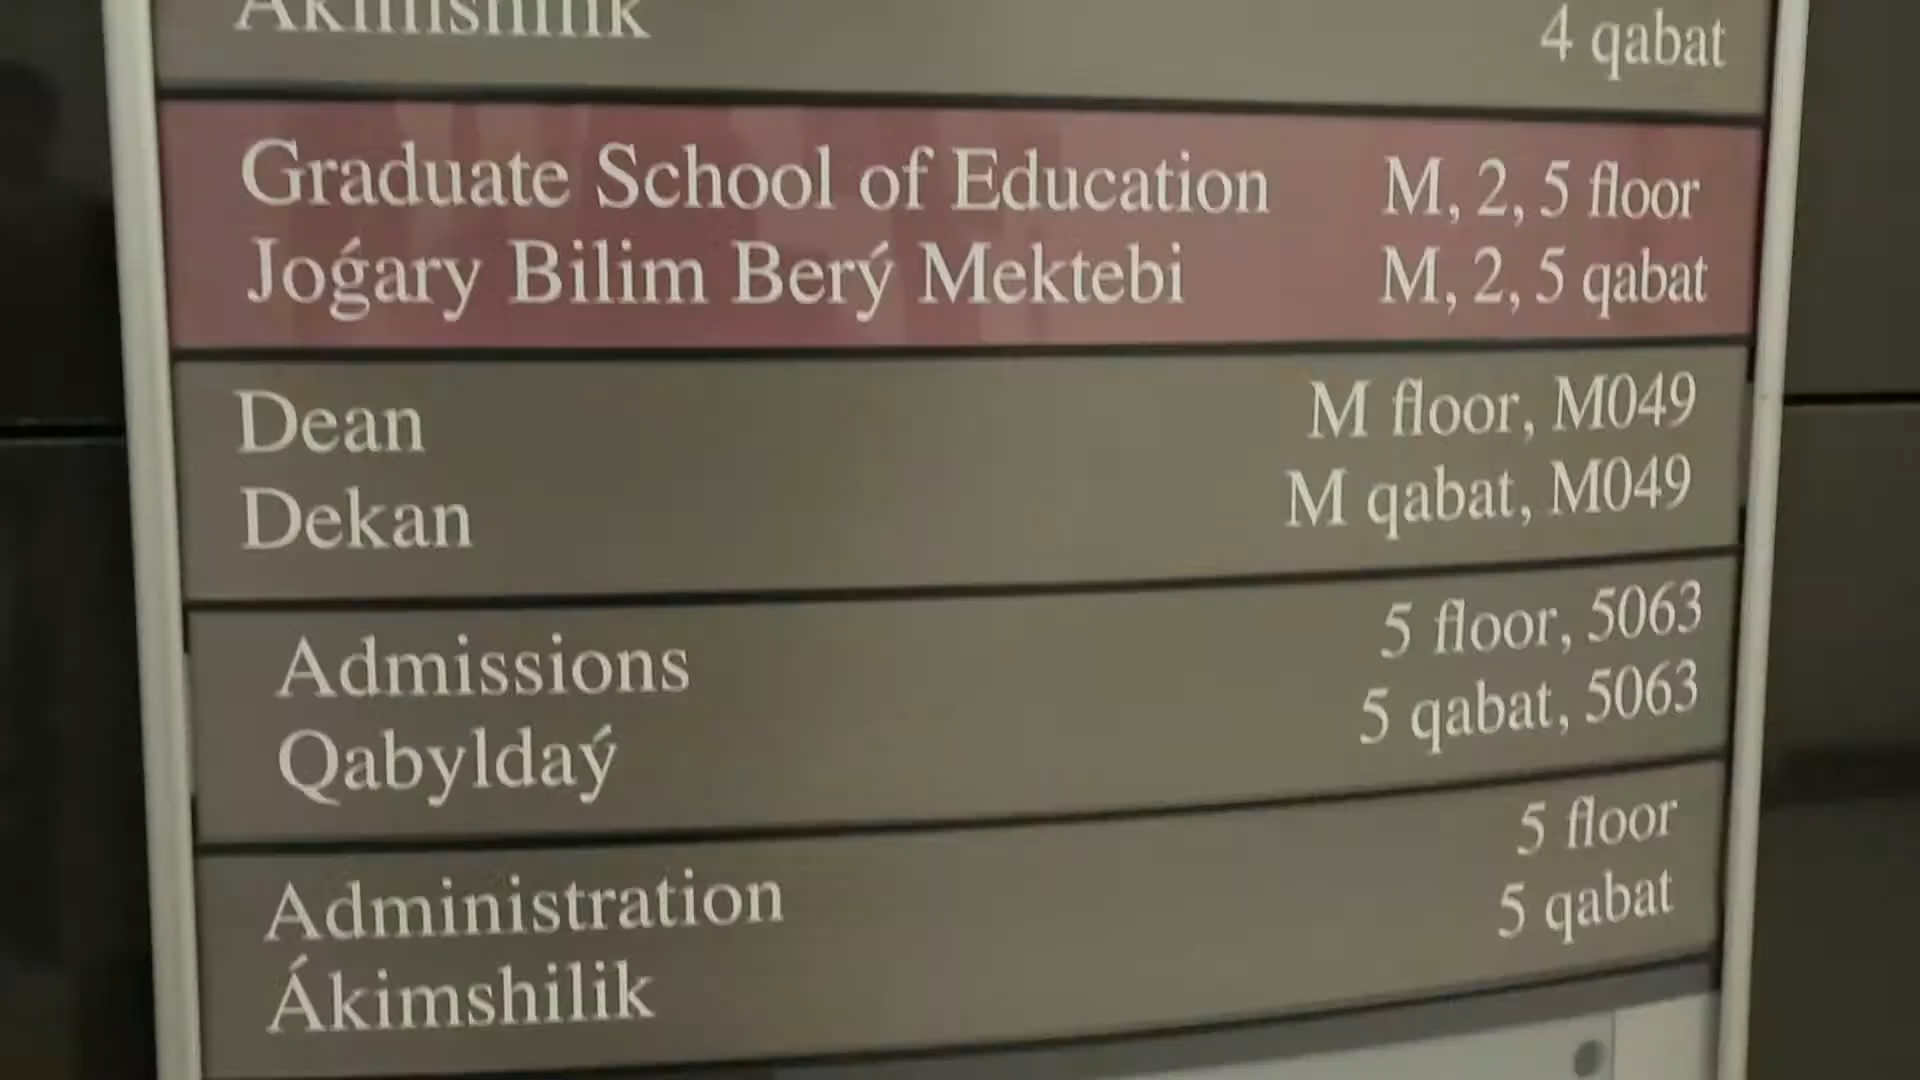 Akimshilik 4 qabat
Graduate School of Education M, 2, 5 floor
Joǵary Bilim Berý Mektebi M, 2, 5 qabat
Dean M floor, M049
Dekan M qabat, M049
Admissions 5 floor, 5063
Qabyldaý 5 qabat, 5063
Administration 5 floor
Ákimshilik 5 qabat